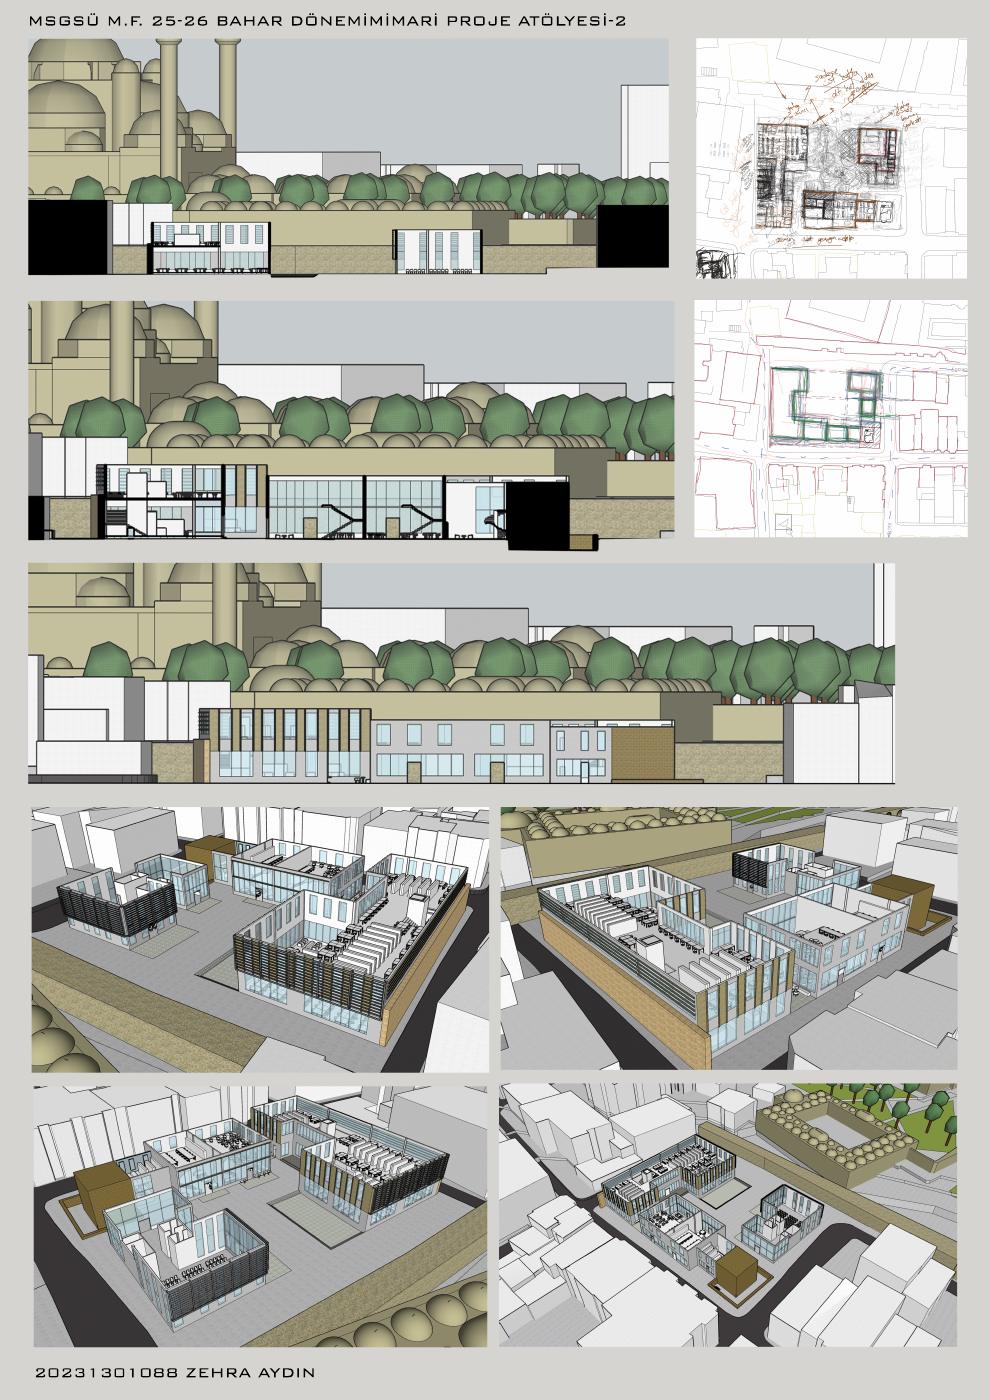 MSGSÜ M.F. 25-26 BAHAR DÖNEMİMİMARİ PROJE ATÖLYESİ-2
20231301088 ZEHRA AYDIN